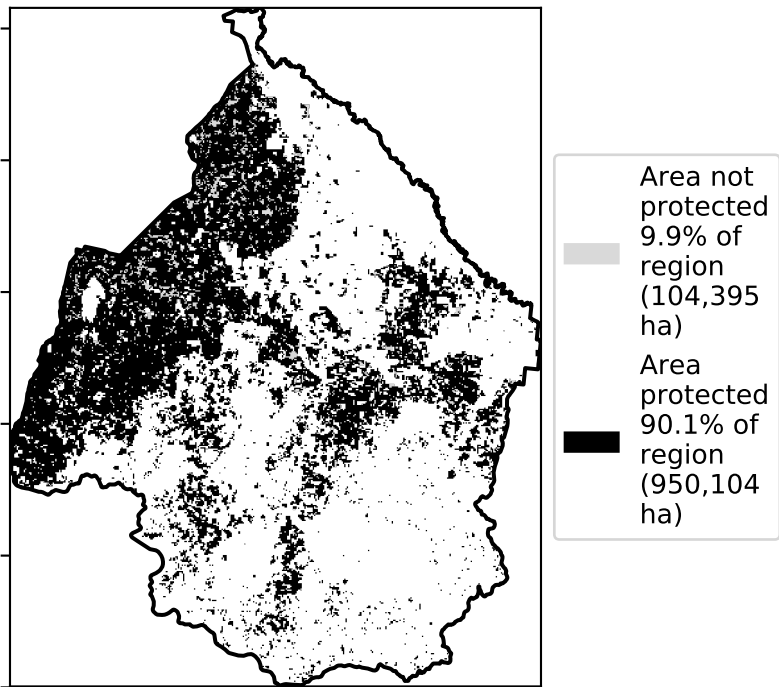 Area not
protected
9.9% of
region
(104,395
ha)
Area
protected
90.1% of
region
(950,104
ha)